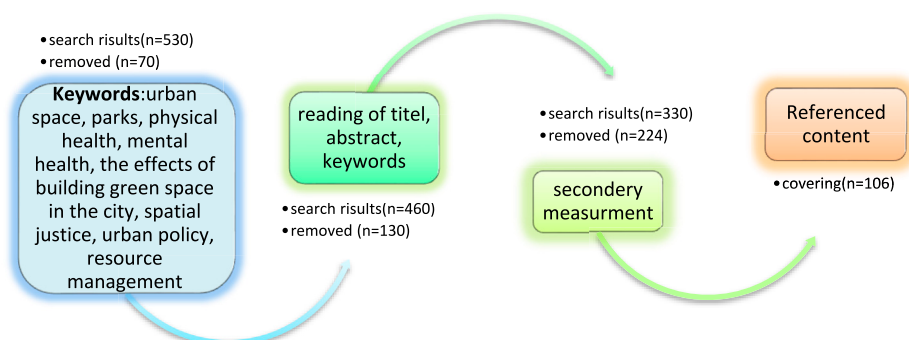 •search risults(n=530)
•removed (n=70)
Keywords:urban
space, parks, physical
health, mental
health, the effects of
building green space
in the city, spatial
justice, urban policy,
resource
management
reading of titel,
abstract,
keywords
•search risults(n=460)
•removed (n=130)
•search risults(n=330)
•removed (n=224)
secondery
measurment
Referenced
content
•covering(n=106)